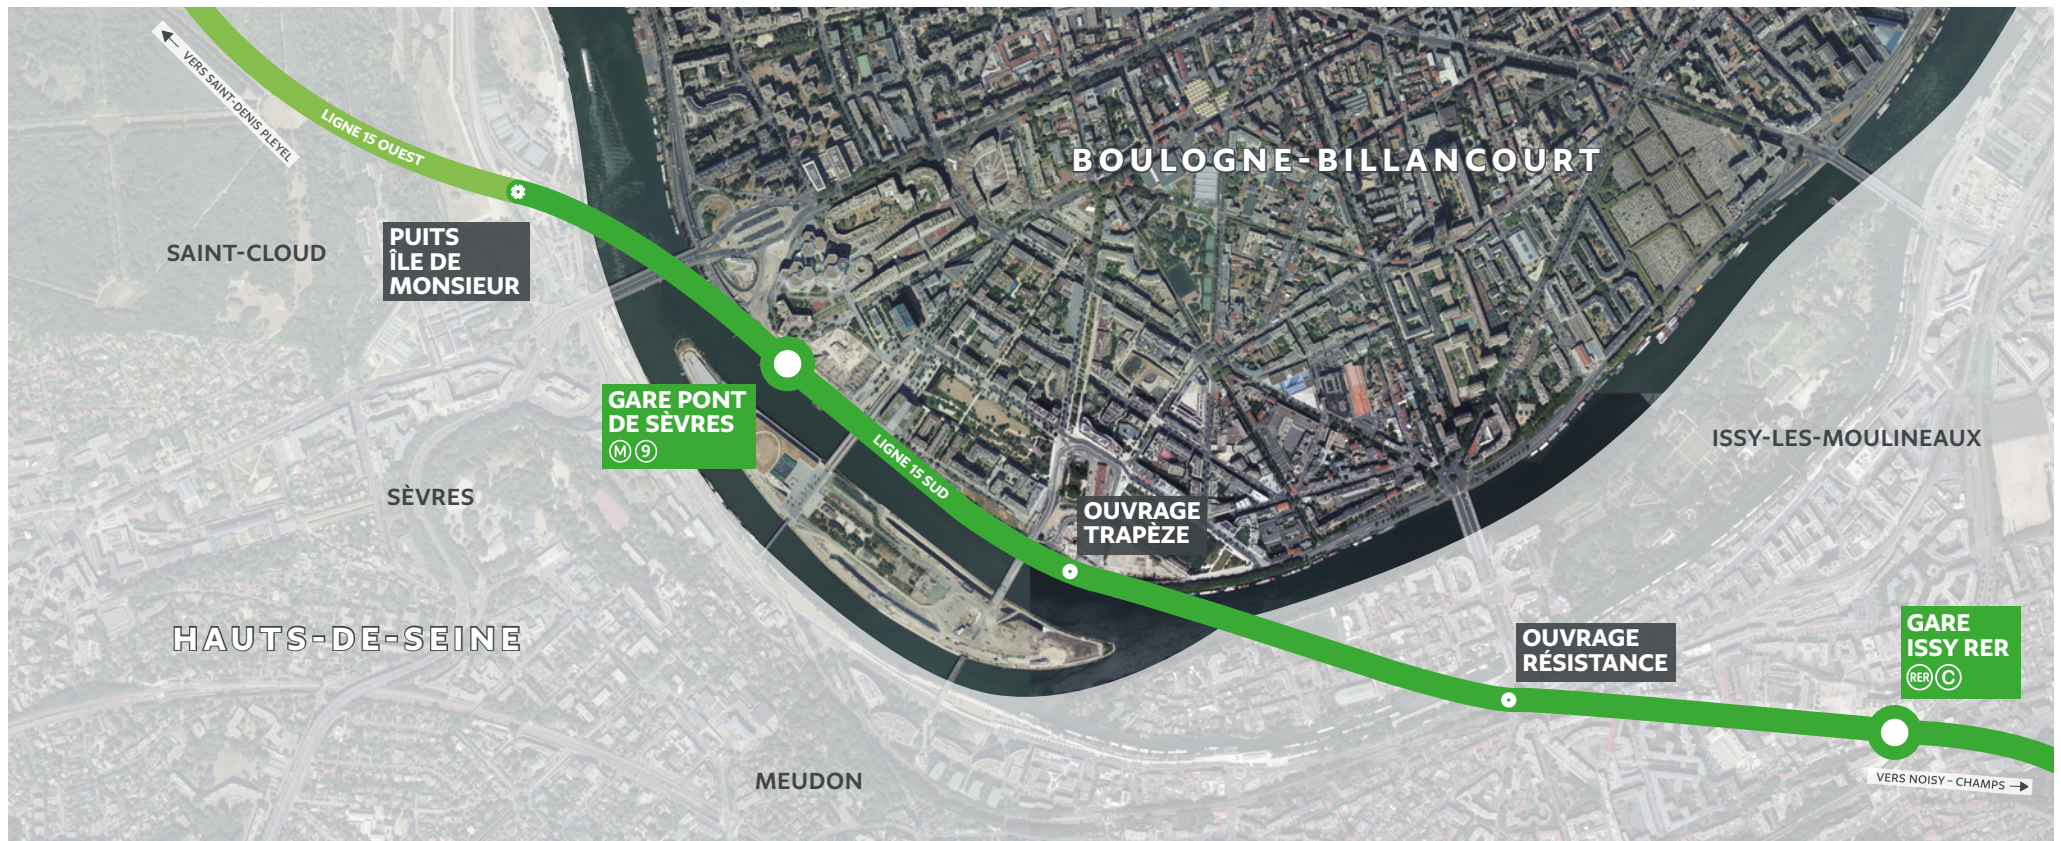 VERS SAINT-DENIS PLEYEL
LIGNE 15 OUEST
BOULOGNE-BILLANCOURT
SAINT-CLOUD
PUITS
ÎLE DE
MONSIEUR
GARE PONT
DE SÈVRES
M 9
LIGNE 15 SUD
ISSY-LES-MOULINEAUX
SÈVRES
OUVRAGE
TRAPÈZE
HAUTS-DE-SEINE
OUVRAGE
RÉSISTANCE
GARE
ISSY RER
RER C
MEUDON
VERS NOISY – CHAMPS